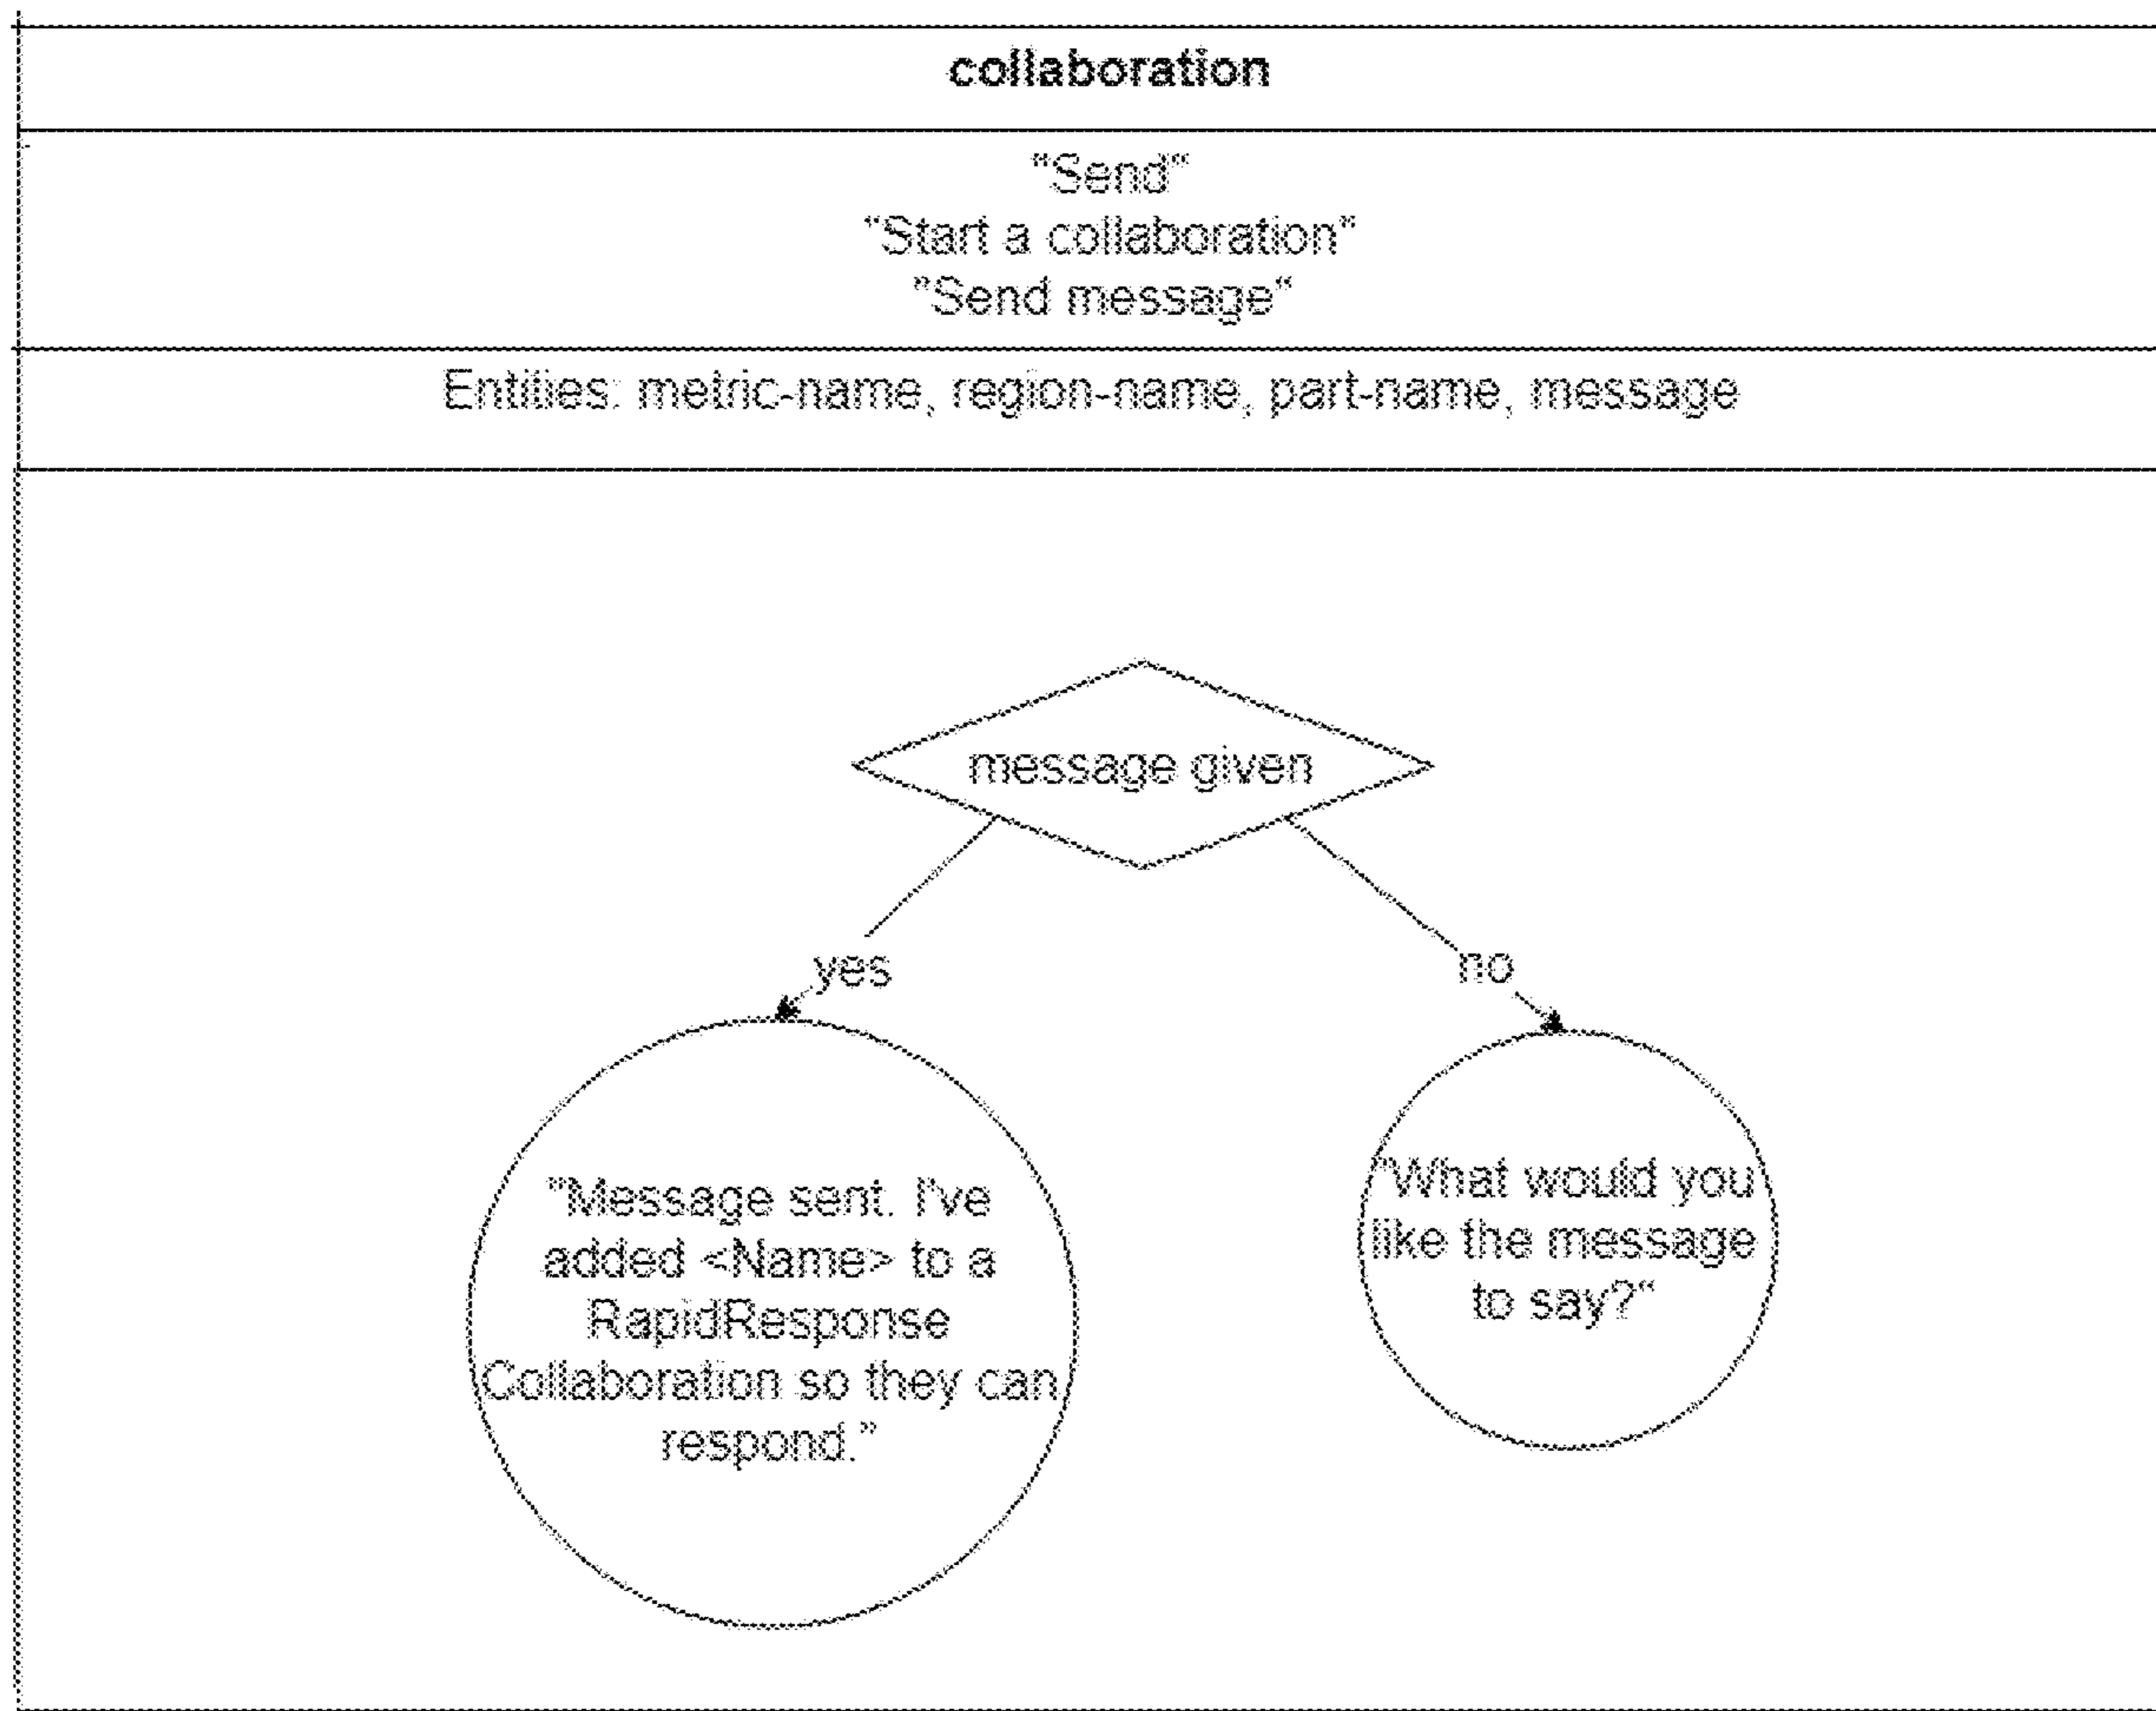 collaboration
"Send"
"Start a collaboration"
"Send message"
Entities: metric-name, region-name, part-name, message
message given
yes
no
"Message sent. I've
added <Name> to a
RapidResponse
Collaboration so they can
respond."
"What would you
like the message
to say?"